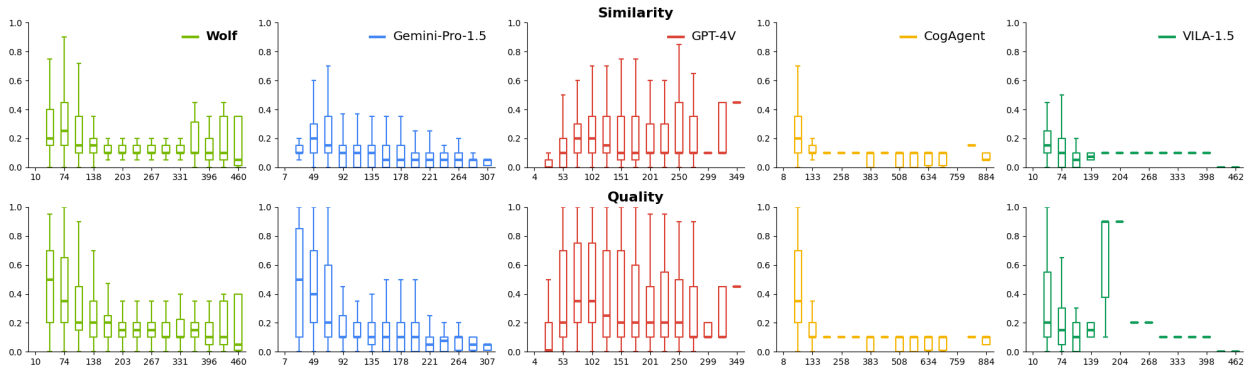 Similarity
Wolf
Gemini-Pro-1.5
GPT-4V
CogAgent
VILA-1.5
1.0 1.0 1.0 1.0 1.0
0.8 0.8 0.8 0.8 0.8
0.6 0.6 0.6 0.6 0.6
0.4 0.4 0.4 0.4 0.4
0.2 0.2 0.2 0.2 0.2
0.0 0.0 0.0 0.0 0.0
10 74 138 203 267 331 396 460 7 49 92 135 178 221 264 307 4 53 102 151 201 250 299 349 8 133 258 383 508 634 759 884 10 74 139 204 268 333 398 462
Quality
1.0 1.0 1.0 1.0 1.0
0.8 0.8 0.8 0.8 0.8
0.6 0.6 0.6 0.6 0.6
0.4 0.4 0.4 0.4 0.4
0.2 0.2 0.2 0.2 0.2
0.0 0.0 0.0 0.0 0.0
10 74 138 203 267 331 396 460 7 49 92 135 178 221 264 307 4 53 102 151 201 250 299 349 8 133 258 383 508 634 759 884 10 74 139 204 268 333 398 462